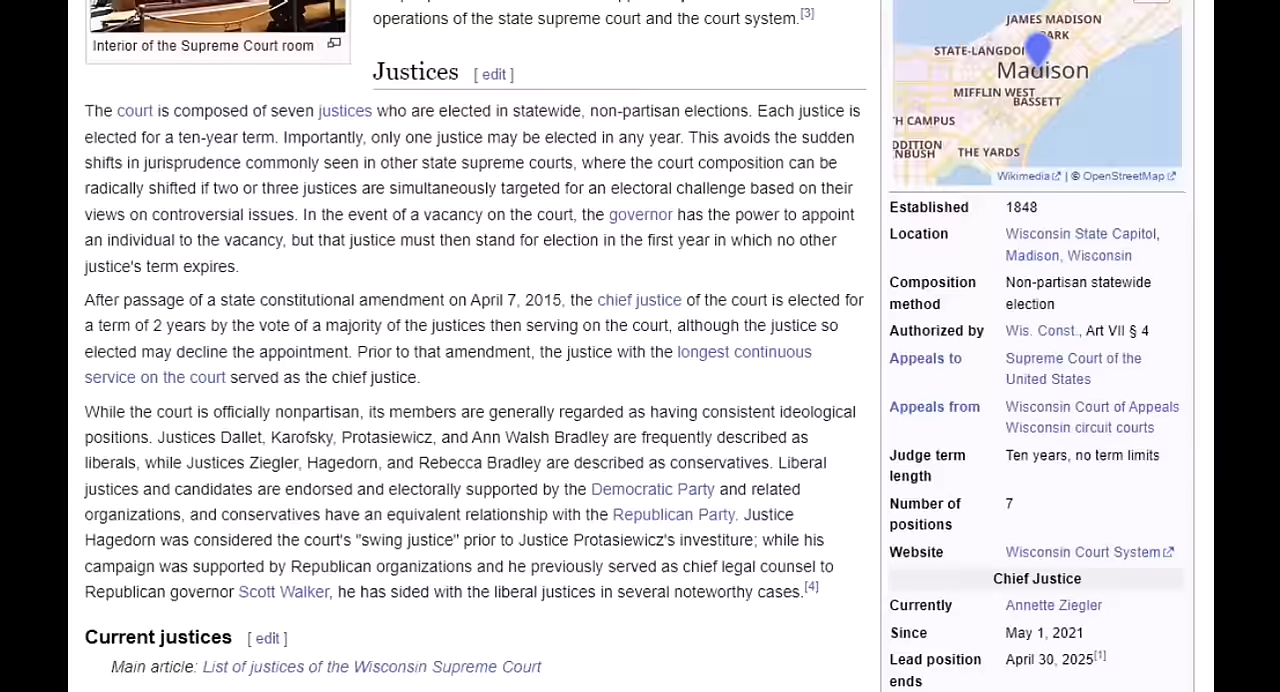 operations of the state supreme court and the court system.[3]
Interior of the Supreme Court room
Justices [ edit ]
The court is composed of seven justices who are elected in statewide, non-partisan elections. Each justice is
elected for a ten-year term. Importantly, only one justice may be elected in any year. This avoids the sudden
shifts in jurisprudence commonly seen in other state supreme courts, where the court composition can be
radically shifted if two or three justices are simultaneously targeted for an electoral challenge based on their
views on controversial issues. In the event of a vacancy on the court, the governor has the power to appoint
an individual to the vacancy, but that justice must then stand for election in the first year in which no other
justice's term expires.
After passage of a state constitutional amendment on April 7, 2015, the chief justice of the court is elected for
a term of 2 years by the vote of a majority of the justices then serving on the court, although the justice so
elected may decline the appointment. Prior to that amendment, the justice with the longest continuous
service on the court served as the chief justice.
While the court is officially nonpartisan, its members are generally regarded as having consistent ideological
positions. Justices Dallet, Karofsky, Protasiewicz, and Ann Walsh Bradley are frequently described as
liberals, while Justices Ziegler, Hagedorn, and Rebecca Bradley are described as conservatives. Liberal
justices and candidates are endorsed and electorally supported by the Democratic Party and related
organizations, and conservatives have an equivalent relationship with the Republican Party. Justice
Hagedorn was considered the court's "swing justice" prior to Justice Protasiewicz's investiture; while his
campaign was supported by Republican organizations and he previously served as chief legal counsel to
Republican governor Scott Walker, he has sided with the liberal justices in several noteworthy cases.[4]
Current justices [ edit ]
Main article: List of justices of the Wisconsin Supreme Court
JAMES MADISON
PARK
STATE-LANGDON
Madison
MIFFLIN WEST
BASSETT
TH CAMPUS
DDITION
NBUSH
THE YARDS
Wikimedia | © OpenStreetMap
Established 1848
Location Wisconsin State Capitol,
Madison, Wisconsin
Composition Non-partisan statewide
method election
Authorized by Wis. Const., Art VII § 4
Appeals to Supreme Court of the
United States
Appeals from Wisconsin Court of Appeals
Wisconsin circuit courts
Judge term Ten years, no term limits
length
Number of 7
positions
Website Wisconsin Court System
Chief Justice
Currently Annette Ziegler
Since May 1, 2021
Lead position April 30, 2025[1]
ends